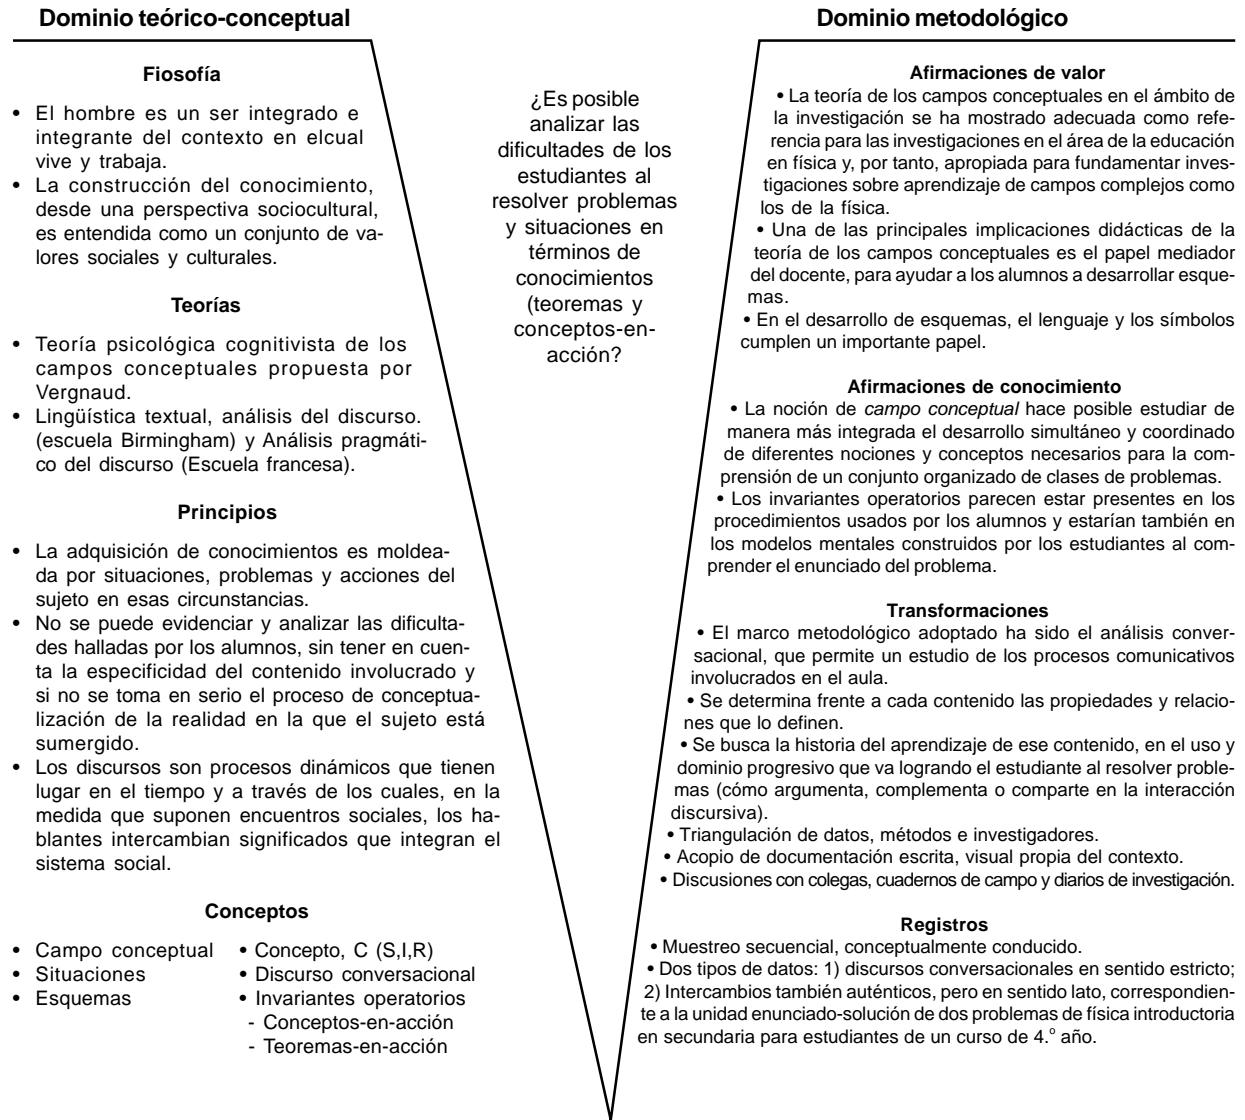 Dominio teórico-conceptual
Fiosofía
• El hombre es un ser integrado e
integrante del contexto en elcual
vive y trabaja.
• La construcción del conocimiento,
desde una perspectiva sociocultural,
es entendida como un conjunto de va-
lores sociales y culturales.
Teorías
• Teoría psicológica cognitivista de los
campos conceptuales propuesta por
Vergnaud.
• Lingüística textual, análisis del discurso.
(escuela Birmingham) y Análisis pragmáti-
co del discurso (Escuela francesa).
Principios
• La adquisición de conocimientos es moldea-
da por situaciones, problemas y acciones del
sujeto en esas circunstancias.
• No se puede evidenciar y analizar las dificulta-
des halladas por los alumnos, sin tener en cuen-
ta la especificidad del contenido involucrado y
si no se toma en serio el proceso de conceptua-
lización de la realidad en la que el sujeto está
sumergido.
• Los discursos son procesos dinámicos que tienen
lugar en el tiempo y a través de los cuales, en la
medida que suponen encuentros sociales, los ha-
blantes intercambian significados que integran el
sistema social.
Conceptos
• Campo conceptual
• Situaciones
• Esquemas
• Concepto, C (S,I,R)
• Discurso conversacional
• Invariantes operatorios
- Conceptos-en-acción
- Teoremas-en-acción
¿Es posible
analizar las
dificultades de los
estudiantes al
resolver problemas
y situaciones en
términos de
conocimientos
(teoremas y
conceptos-en-
acción?
Dominio metodológico
Afirmaciones de valor
• La teoría de los campos conceptuales en el ámbito de
la investigación se ha mostrado adecuada como refe-
rencia para las investigaciones en el área de la educación
en física y, por tanto, apropiada para fundamentar inves-
tigaciones sobre aprendizaje de campos complejos como
los de la física.
• Una de las principales implicaciones didácticas de la
teoría de los campos conceptuales es el papel mediador
del docente, para ayudar a los alumnos a desarrollar esque-
mas.
• En el desarrollo de esquemas, el lenguaje y los símbolos
cumplen un importante papel.
Afirmaciones de conocimiento
• La noción de campo conceptual hace posible estudiar de
manera más integrada el desarrollo simultáneo y coordinado
de diferentes nociones y conceptos necesarios para la com-
prensión de un conjunto organizado de clases de problemas.
• Los invariantes operatorios parecen estar presentes en los
procedimientos usados por los alumnos y estarían también en
los modelos mentales construidos por los estudiantes al com-
prender el enunciado del problema.
Transformaciones
• El marco metodológico adoptado ha sido el análisis conver-
sacional, que permite un estudio de los procesos comunicativos
involucrados en el aula.
• Se determina frente a cada contenido las propiedades y relacio-
nes que lo definen.
• Se busca la historia del aprendizaje de ese contenido, en el uso y
dominio progresivo que va logrando el estudiante al resolver proble-
mas (cómo argumenta, complementa o comparte en la interacción
discursiva).
• Triangulación de datos, métodos e investigadores.
• Acopio de documentación escrita, visual propia del contexto.
• Discusiones con colegas, cuadernos de campo y diarios de investigación.
Registros
• Muestreo secuencial, conceptualmente conducido.
• Dos tipos de datos: 1) discursos conversacionales en sentido estricto;
2) Intercambios también auténticos, pero en sentido lato, correspondien-
te a la unidad enunciado-solución de dos problemas de física introductoria
en secundaria para estudiantes de un curso de 4.º año.